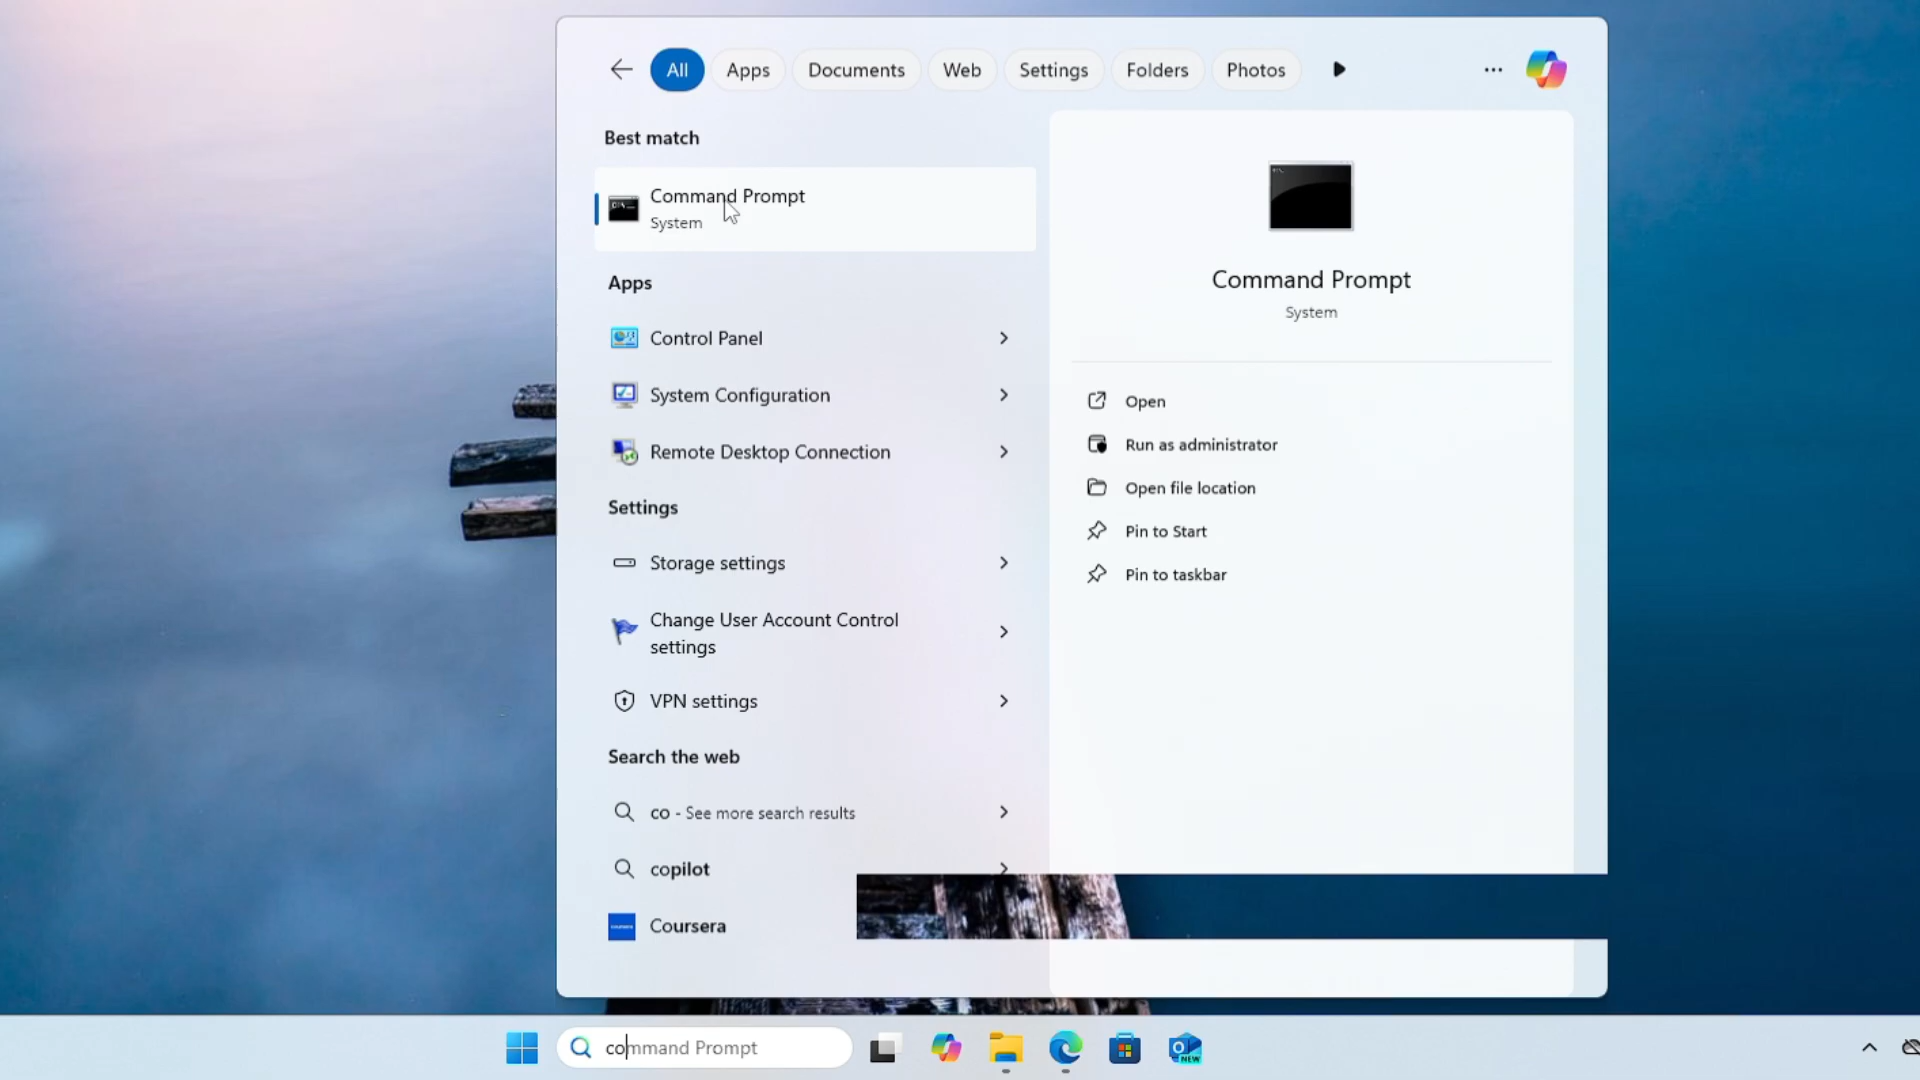 All
Apps
Documents
Web
Settings
Folders
Photos
Best match
Command Prompt
System
Apps
Control Panel
System Configuration
Remote Desktop Connection
Settings
Storage settings
Change User Account Control
settings
VPN settings
Search the web
co - See more search results
copilot
Coursera
Command Prompt
System
Open
Run as administrator
Open file location
Pin to Start
Pin to taskbar
command Prompt
NEW